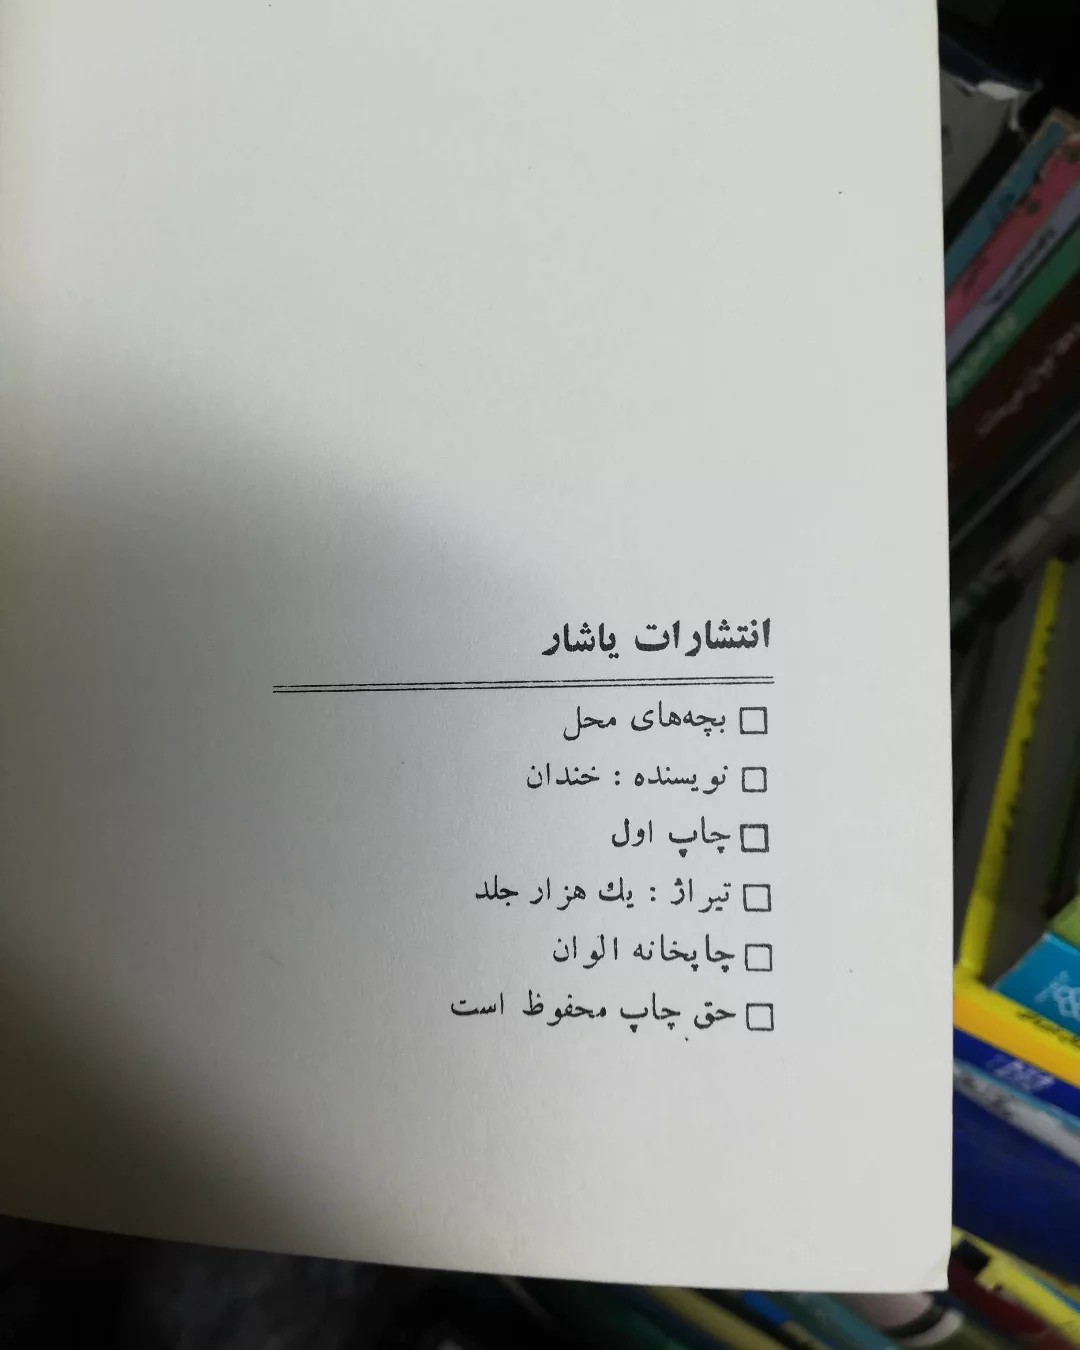 انتشارات یاشار
□ بچه‌های محل
□ نویسنده : خندان
□ چاپ اول
□ تیراژ : یك هزار جلد
□ چاپخانه الوان
□ حق چاپ محفوظ است